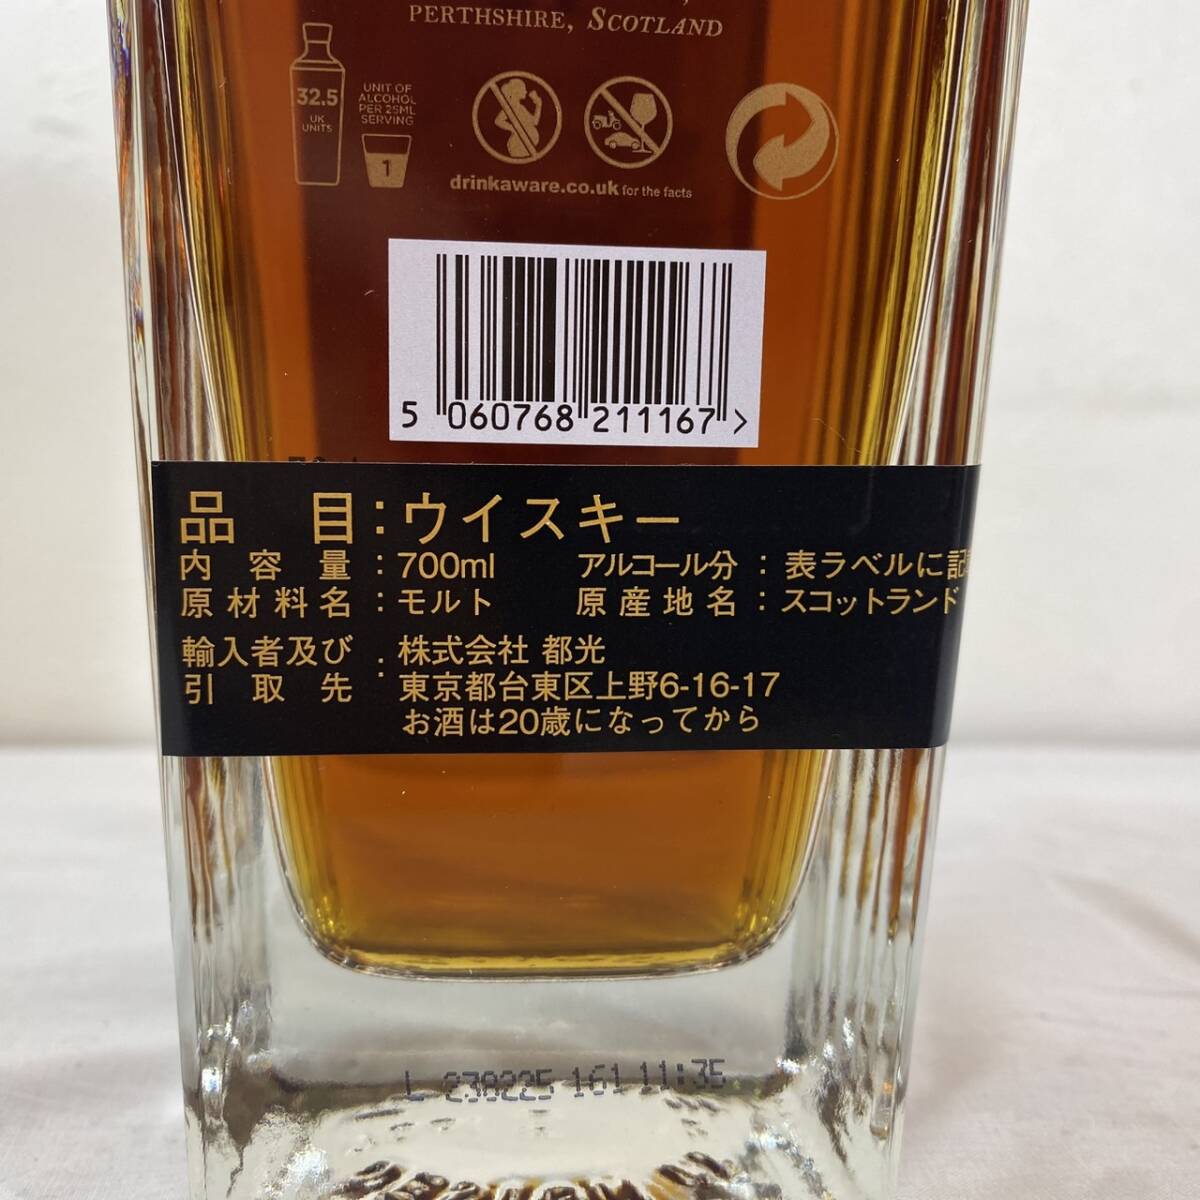 PERTHSHIRE, SCOTLAND
32.5
UK
UNITS
UNIT OF
ALCOHOL
PER 25ML
SERVING
1
drinkaware.co.uk for the facts
5 060768 211167 >
品目:ウイスキー
内容量:700ml アルコール分:表ラベルに記
原材料名:モルト 原産地名:スコットランド
輸入者及び引取先:株式会社 都光
東京都台東区上野6-16-17
お酒は20歳になってから
L 238225 161 11:35